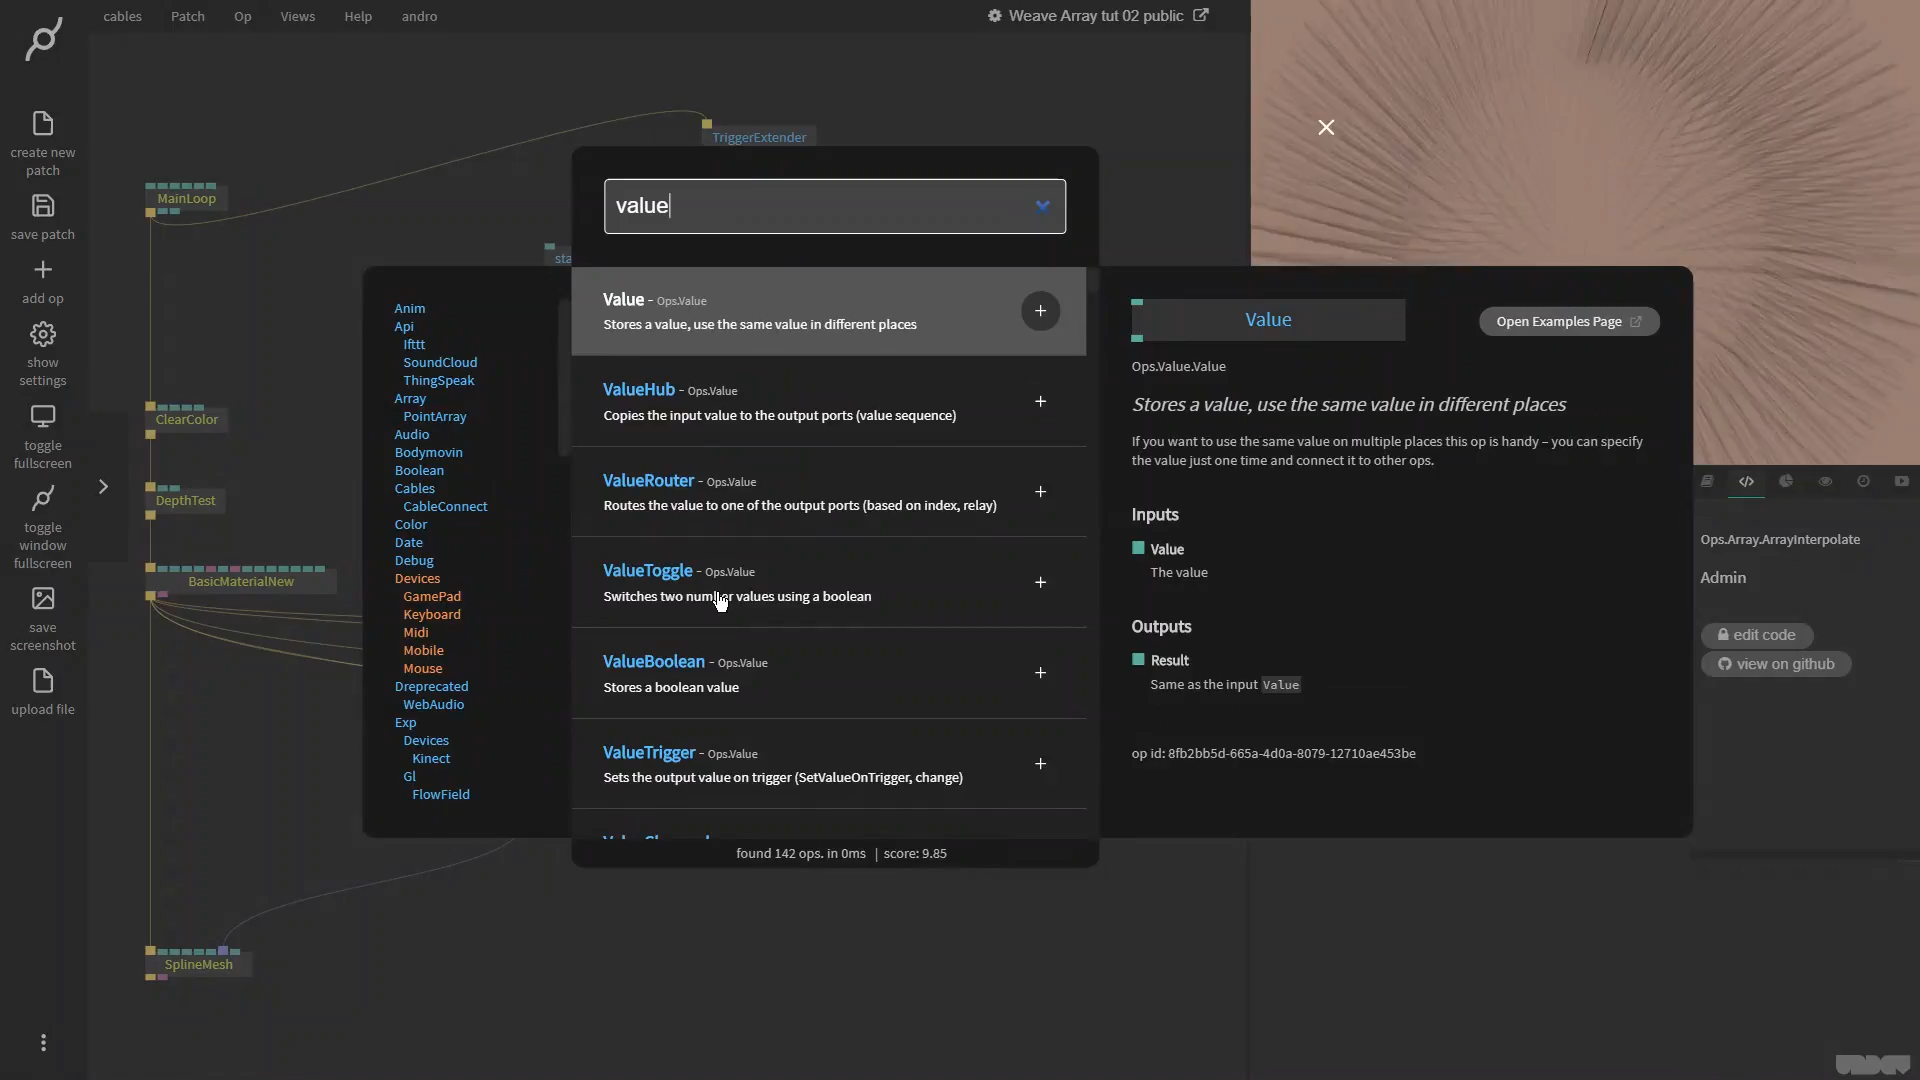 cables Patch Op Views Help andro
Weave Array tut 02 public
create new
patch
save patch
add op
show
settings
toggle
fullscreen
toggle
window
fullscreen
save
screenshot
upload file
MainLoop
ClearColor
DepthTest
BasicMaterialNew
SplineMesh
TriggerExtender
sta
value
Anim
Api
Ifttt
SoundCloud
ThingSpeak
Array
PointArray
Audio
Bodymovin
Boolean
Cables
CableConnect
Color
Date
Debug
Devices
GamePad
Keyboard
Midi
Mobile
Mouse
Dreprecated
WebAudio
Exp
Devices
Kinect
Gl
FlowField
Value - Ops.Value
Stores a value, use the same value in different places
+
ValueHub - Ops.Value
Copies the input value to the output ports (value sequence)
+
ValueRouter - Ops.Value
Routes the value to one of the output ports (based on index, relay)
+
ValueToggle - Ops.Value
Switches two number values using a boolean
+
ValueBoolean - Ops.Value
Stores a boolean value
+
ValueTrigger - Ops.Value
Sets the output value on trigger (SetValueOnTrigger, change)
+
found 142 ops. in 0ms | score: 9.85
Value
Open Examples Page
Ops.Value.Value
Stores a value, use the same value in different places
If you want to use the same value on multiple places this op is handy – you can specify
the value just one time and connect it to other ops.
Inputs
Value
The value
Outputs
Result
Same as the input Value
op id: 8fb2bb5d-665a-4d0a-8079-12710ae453be
Ops.Array.ArrayInterpolate
Admin
edit code
view on github